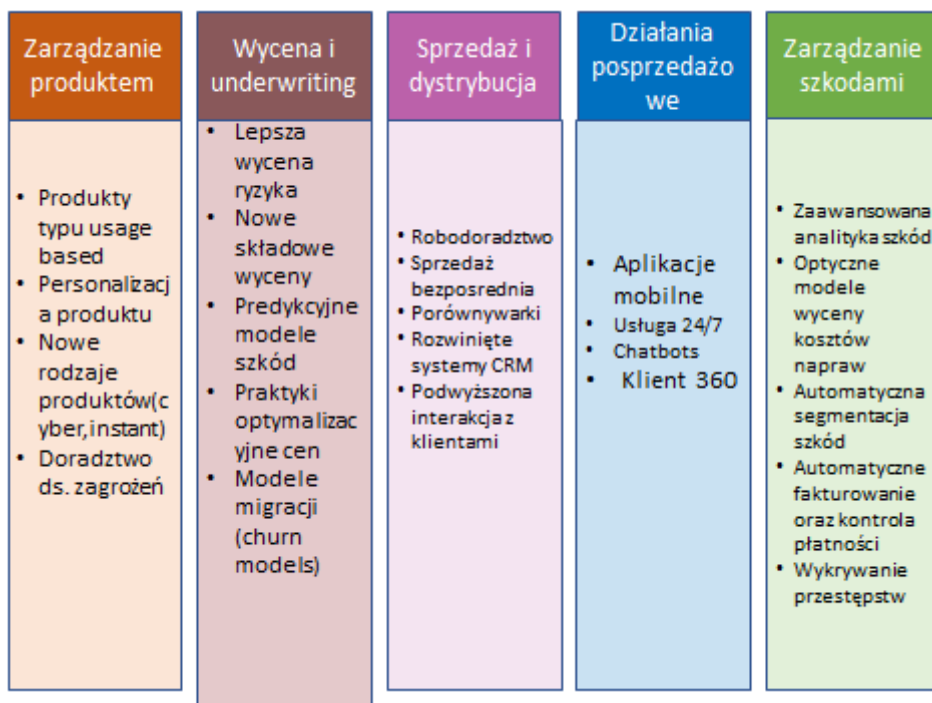 Zarządzanie
produktem
• Produkty
typu usage
based
• Personalizacj
a produktu
• Nowe
rodzaje
produktów(c
yber,instant)
• Doradztwo
ds. zagrożeń
Wycena i
underwriting
• Lepsza
wycena
ryzyka
• Nowe
składowe
wyceny
• Predykcyjne
modele
szkód
• Praktyki
optymalizac
yjne cen
• Modele
migracji
(churn
models)
Sprzedaż i
dystrybucja
• Robodoradztwo
• Sprzedaż
bezposrednia
• Porównywarki
• Rozwinięte
systemy CRM
• Podwyższona
interakcja z
klientami
Działania
posprzedażo
we
• Aplikacje
mobilne
• Usługa 24/7
• Chatbots
• Klient 360
Zarządzanie
szkodami
• Zaawansowana
analityka szkód
• Optyczne
modele
wyceny
kosztów
napraw
• Automatyczna
segmentacja
szkód
• Automatyczne
fakturowanie
oraz kontrola
płatności
• Wykrywanie
przestępstw